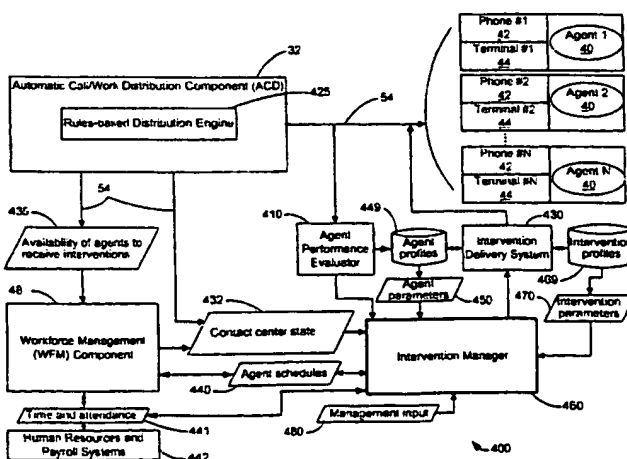 32
Automatic Call/Work Distribution Component (ACD)
425
Rules-based Distribution Engine
54
Phone #1
42
Terminal #1
44
Agent 1
40
Phone #2
42
Terminal #2
44
Agent 2
40
Phone #N
42
Terminal #N
44
Agent N
40
54
435
Availability of agents to
receive interventions
410
Agent
Performance
Evaluator
449
Agent
profiles
430
Intervention
Delivery System
Intervention
profiles
469
Agent
parameters
450
470
Intervention
parameters
48
Workforce Management
(WFM) Component
432
Contact center state
Agent schedules
440
Intervention Manager
460
Time and attendance
441
Management input
480
Human Resources and
Payroll Systems
442
400